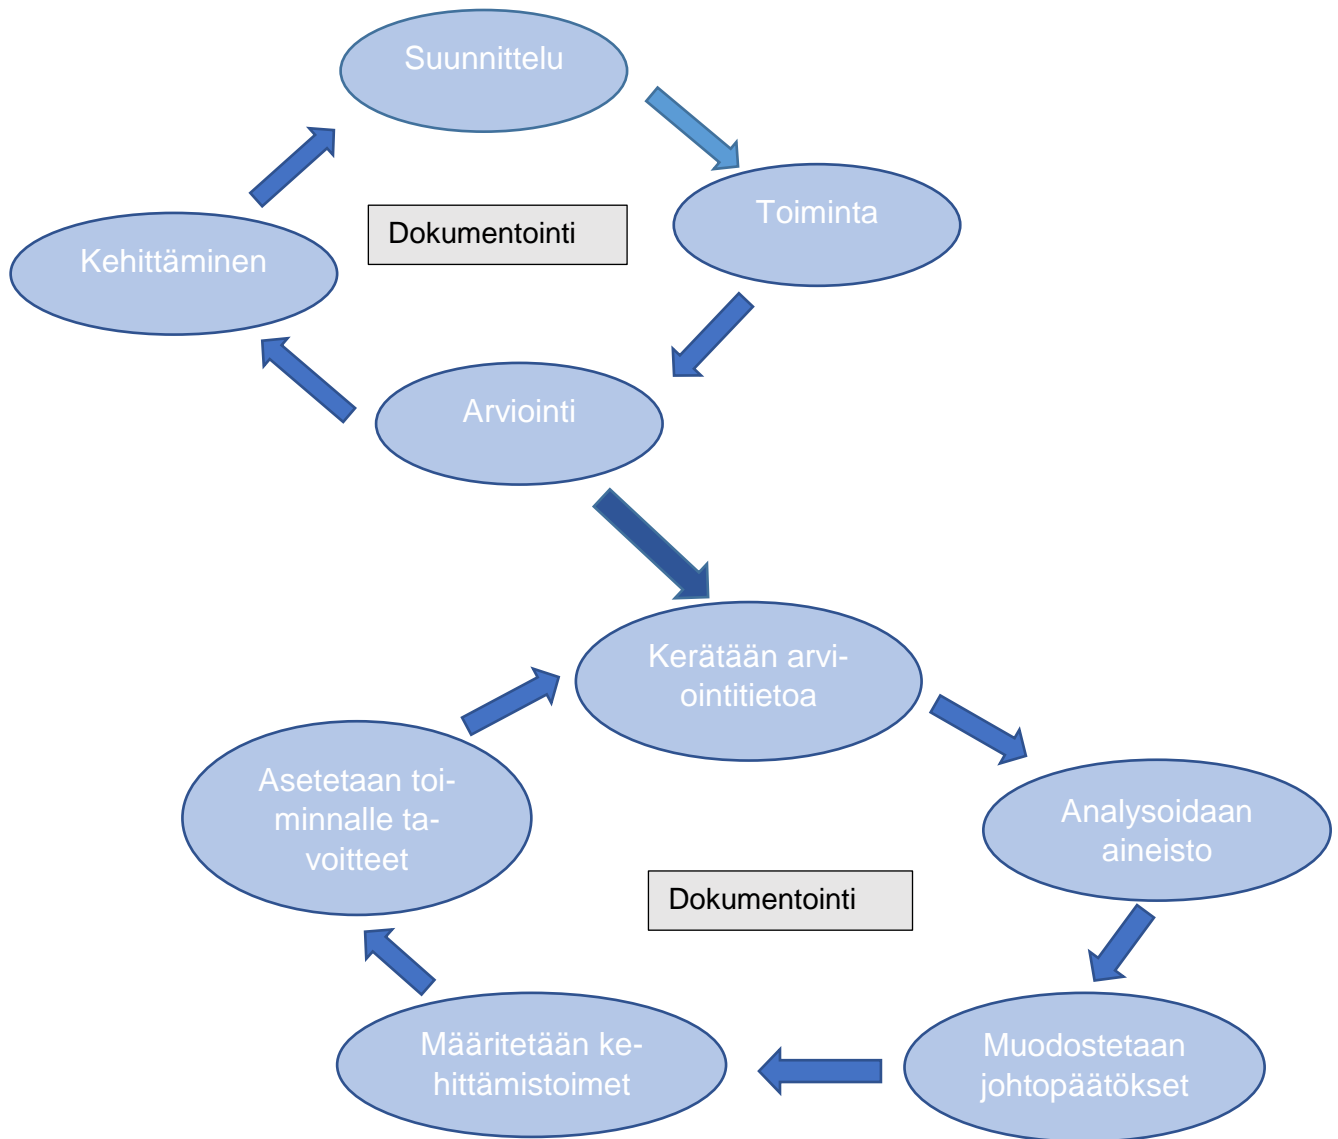 Suunnittelu
Toiminta
Dokumentointi
Kehittäminen
Arviointi
Kerätään arvi-
ointitietoa
Asetetaan toi-
minnalle ta-
voitteet
Analysoidaan
aineisto
Dokumentointi
Määritetään ke-
hittämistoimet
Muodostetaan
johtopäätökset